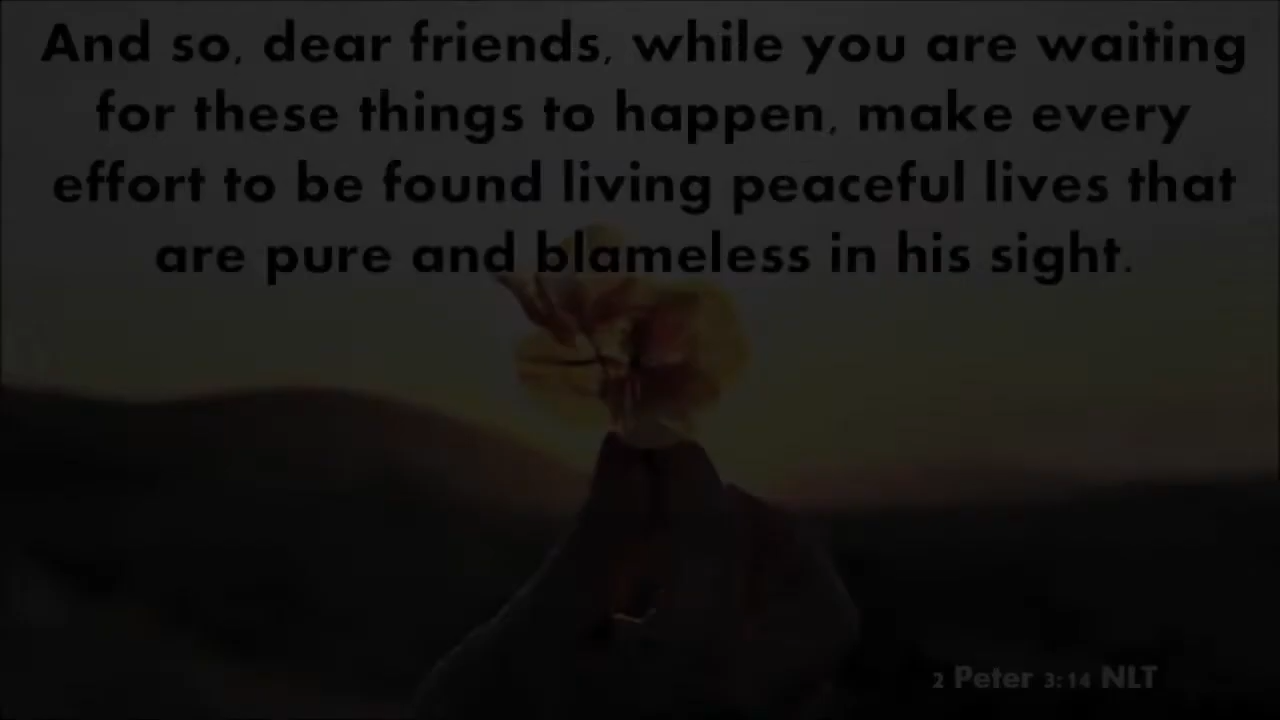 And so, dear friends, while you are waiting
for these things to happen, make every
effort to be found living peaceful lives that
are pure and blameless in his sight.
2 Peter 3:14 NLT